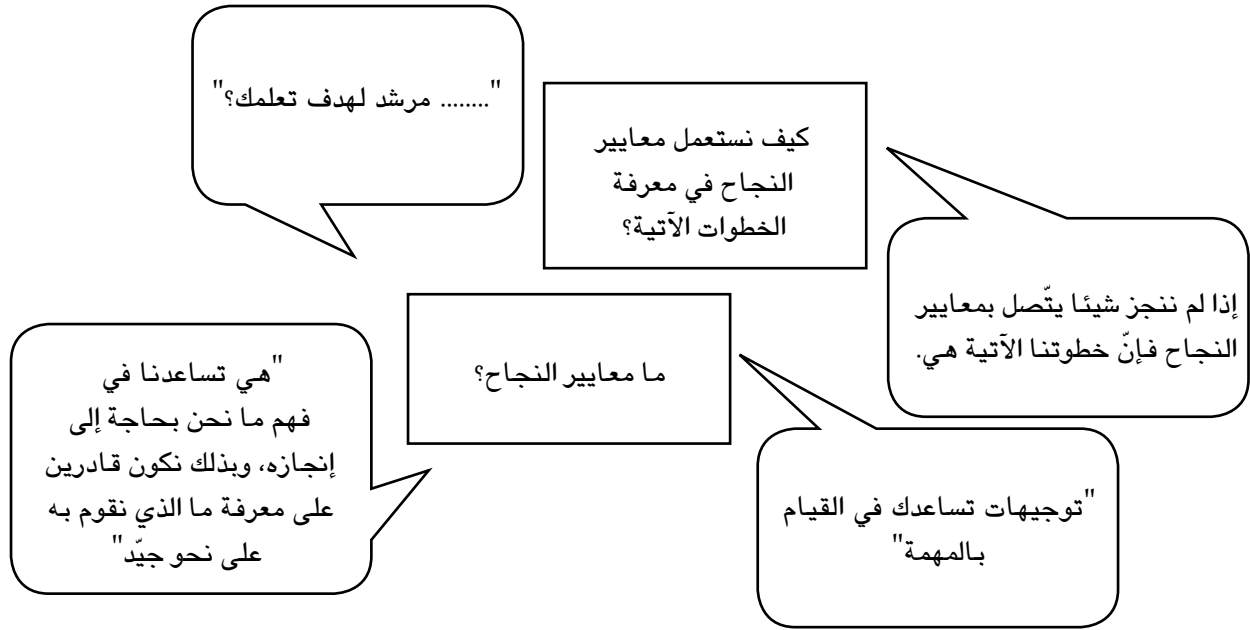 "........ مرشد لهدف تعلمك؟"
كيف نستعمل معايير
النجاح في معرفة
الخطوات الآتية؟
إذا لم ننجز شيئا يتّصل بمعايير
النجاح فإنّ خطوتنا الآتية هي.
ما معايير النجاح؟
"هي تساعدنا في
فهم ما نحن بحاجة إلى
إنجازه، وبذلك نكون قادرين
على معرفة ما الذي نقوم به
على نحو جيّد"
"توجيهات تساعدك في القيام
بالمهمة"